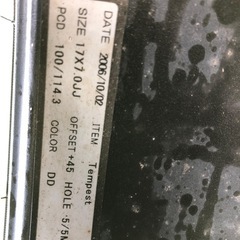 DATE 2006/10/02 ITEM Tempest
SIZE 17X7.0JJ OFFSET+45 HOLE 5/5M
PCD 100/114.3 COLOR DD